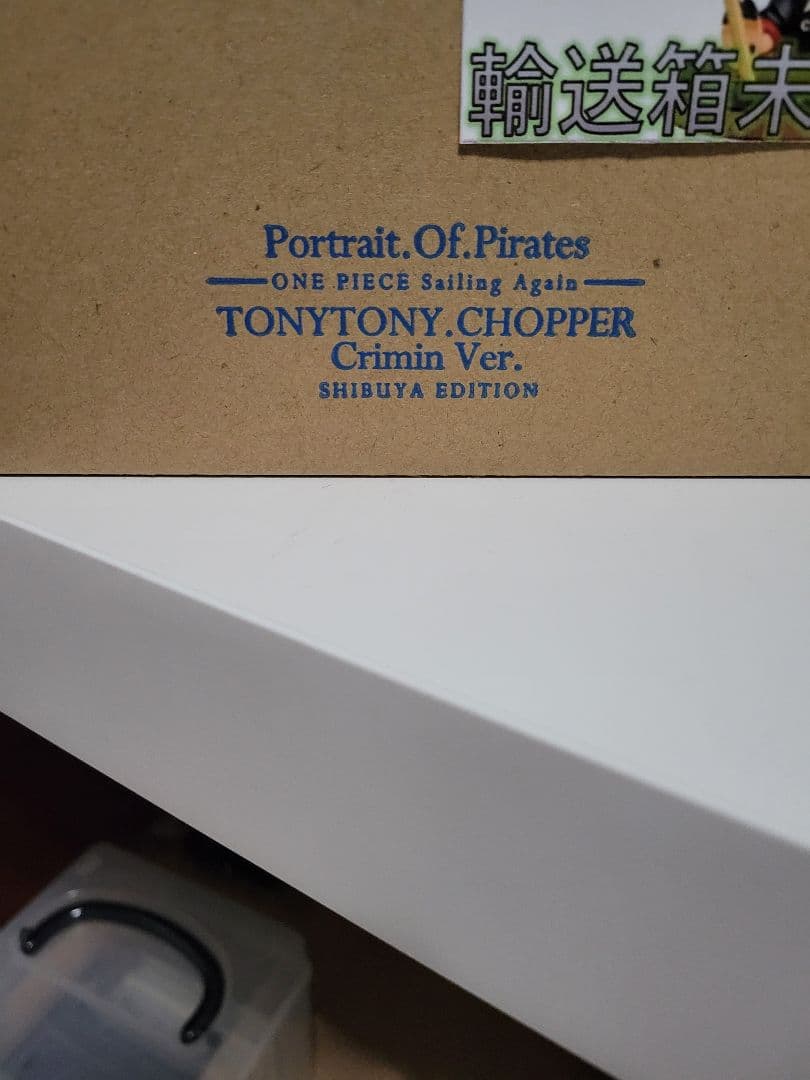 輸送箱未
Portrait.Of.Pirates
ONE PIECE Sailing Again
TONYTONY.CHOPPER
Crimin Ver.
SHIBUYA EDITION